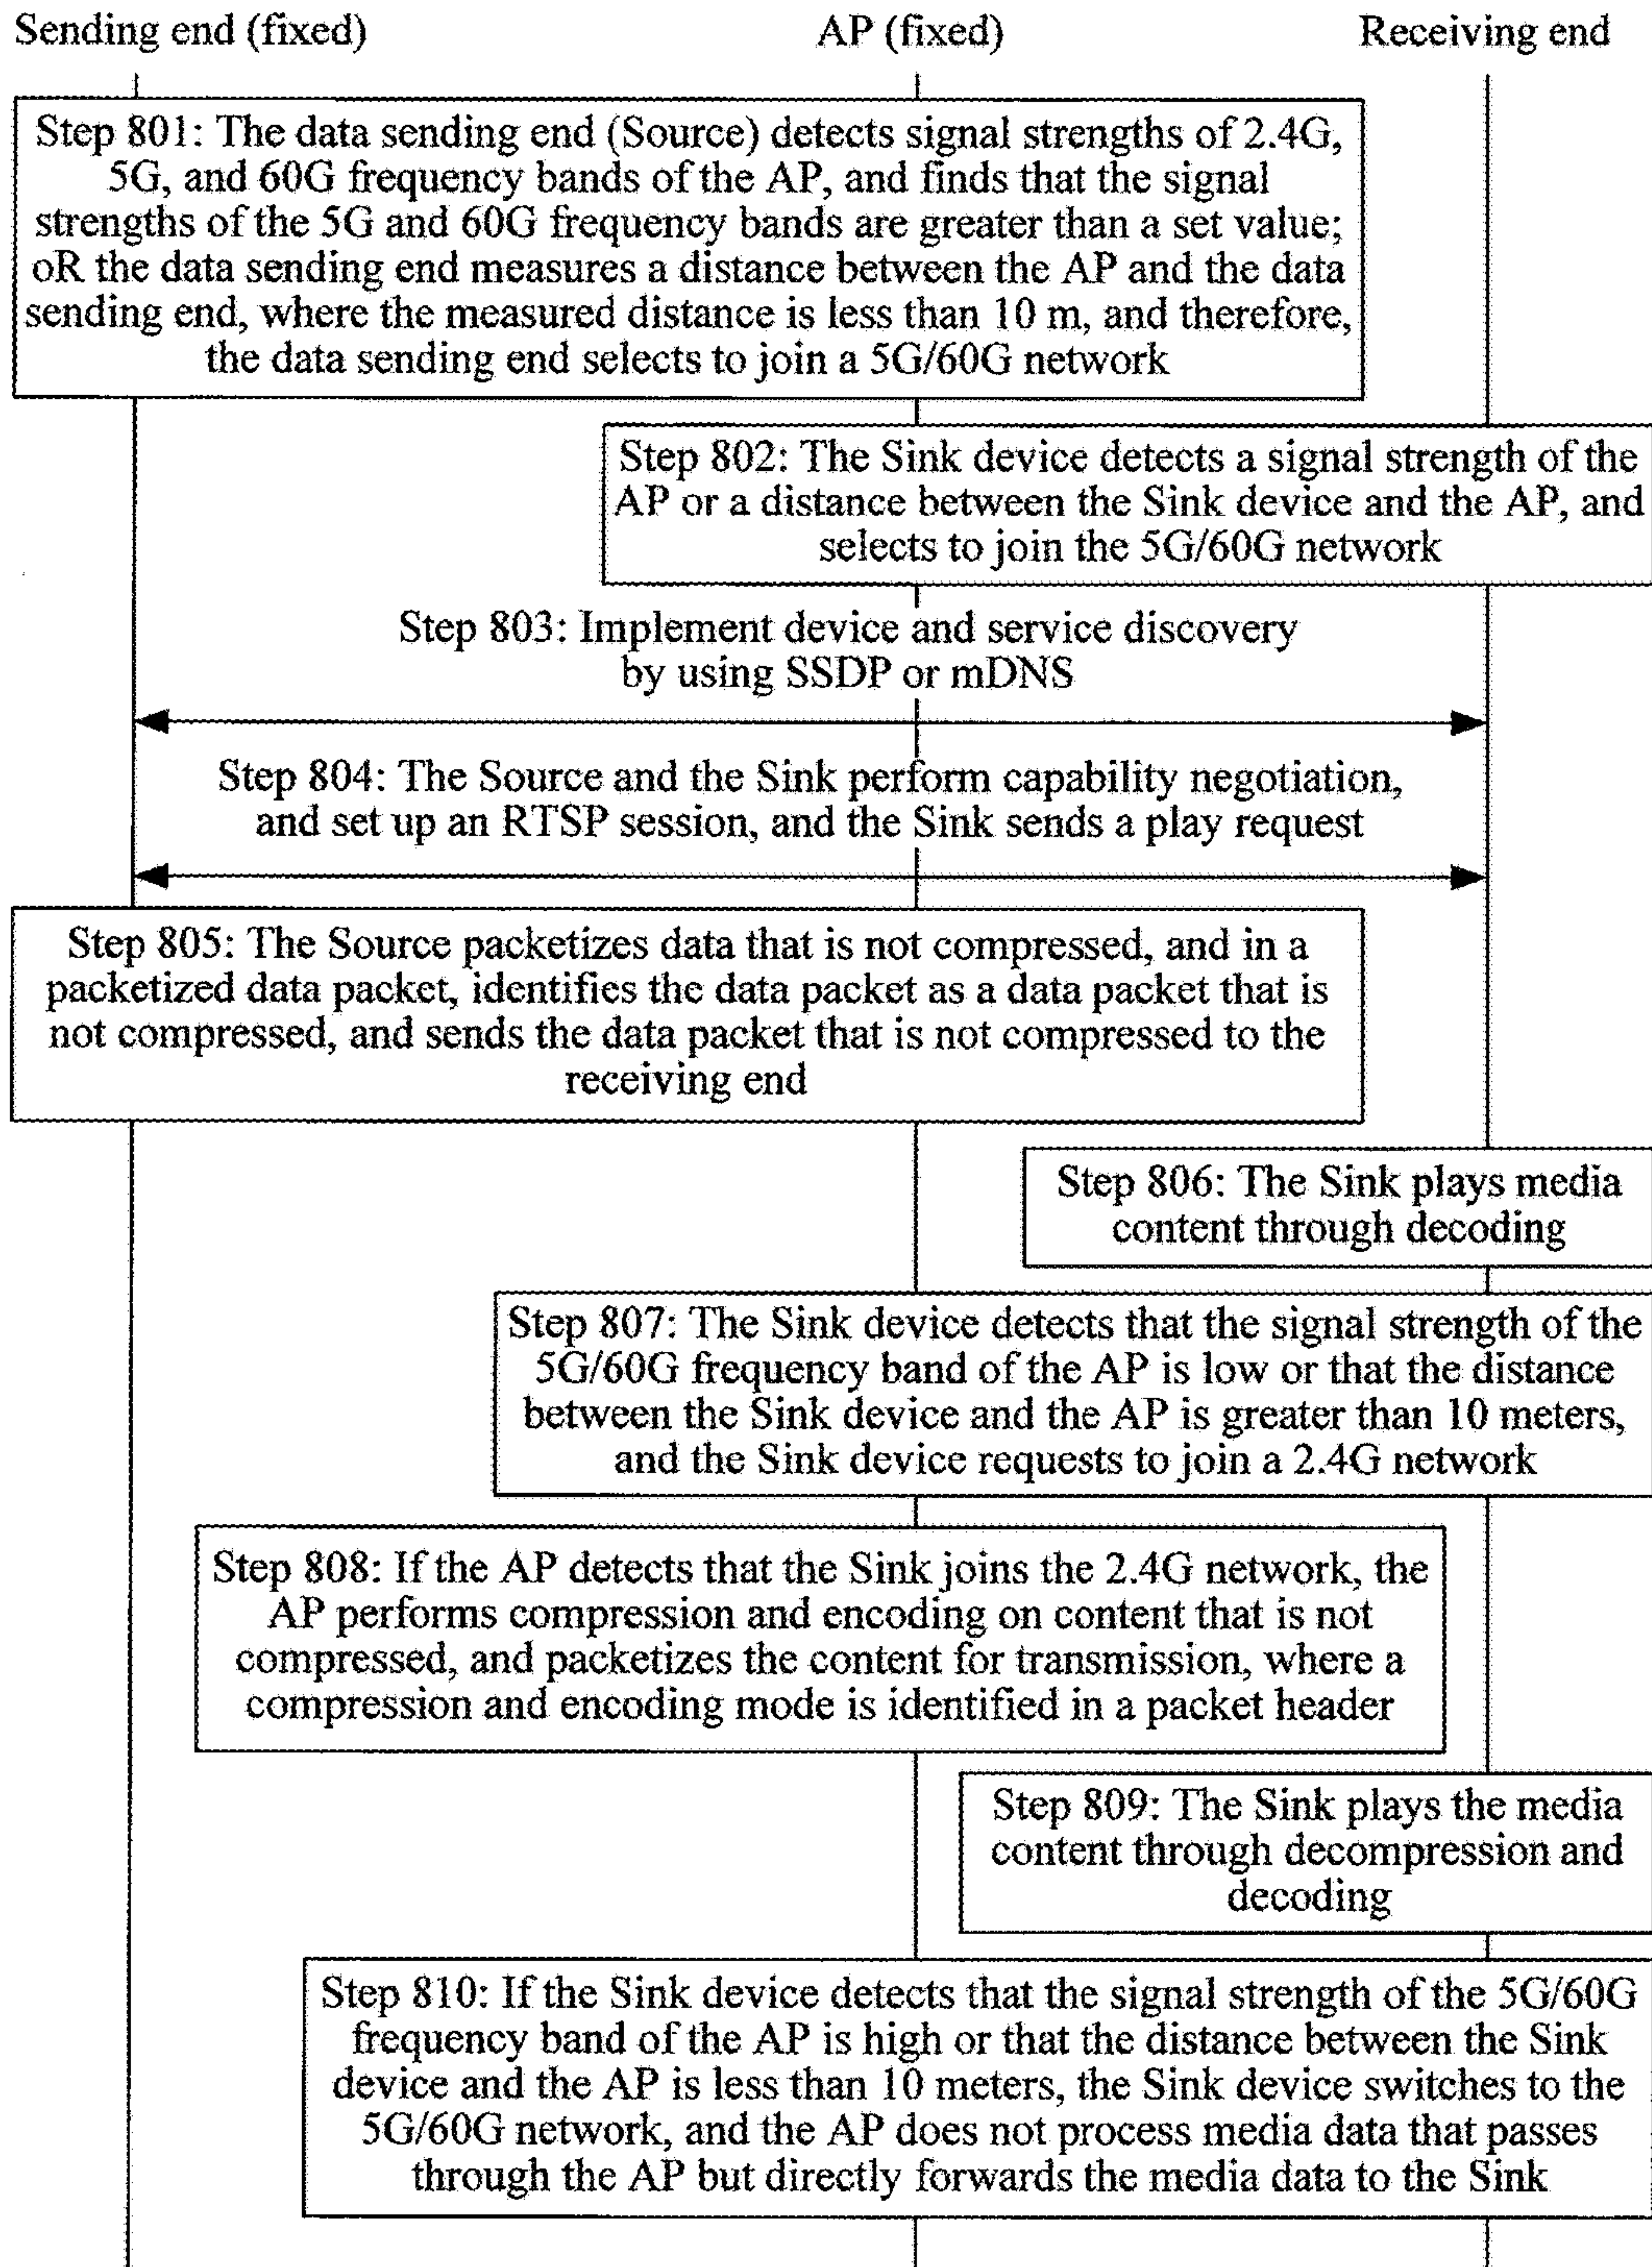 Sending end (fixed)
AP (fixed)
Receiving end
Step 801: The data sending end (Source) detects signal strengths of 2.4G,
5G, and 60G frequency bands of the AP, and finds that the signal
strengths of the 5G and 60G frequency bands are greater than a set value;
oR the data sending end measures a distance between the AP and the data
sending end, where the measured distance is less than 10 m, and therefore,
the data sending end selects to join a 5G/60G network
Step 802: The Sink device detects a signal strength of the
AP or a distance between the Sink device and the AP, and
selects to join the 5G/60G network
Step 803: Implement device and service discovery
by using SSDP or mDNS
Step 804: The Source and the Sink perform capability negotiation,
and set up an RTSP session, and the Sink sends a play request
Step 805: The Source packetizes data that is not compressed, and in a
packetized data packet, identifies the data packet as a data packet that is
not compressed, and sends the data packet that is not compressed to the
receiving end
Step 806: The Sink plays media
content through decoding
Step 807: The Sink device detects that the signal strength of the
5G/60G frequency band of the AP is low or that the distance
between the Sink device and the AP is greater than 10 meters,
and the Sink device requests to join a 2.4G network
Step 808: If the AP detects that the Sink joins the 2.4G network, the
AP performs compression and encoding on content that is not
compressed, and packetizes the content for transmission, where a
compression and encoding mode is identified in a packet header
Step 809: The Sink plays the media
content through decompression and
decoding
Step 810: If the Sink device detects that the signal strength of the 5G/60G
frequency band of the AP is high or that the distance between the Sink
device and the AP is less than 10 meters, the Sink device switches to the
5G/60G network, and the AP does not process media data that passes
through the AP but directly forwards the media data to the Sink